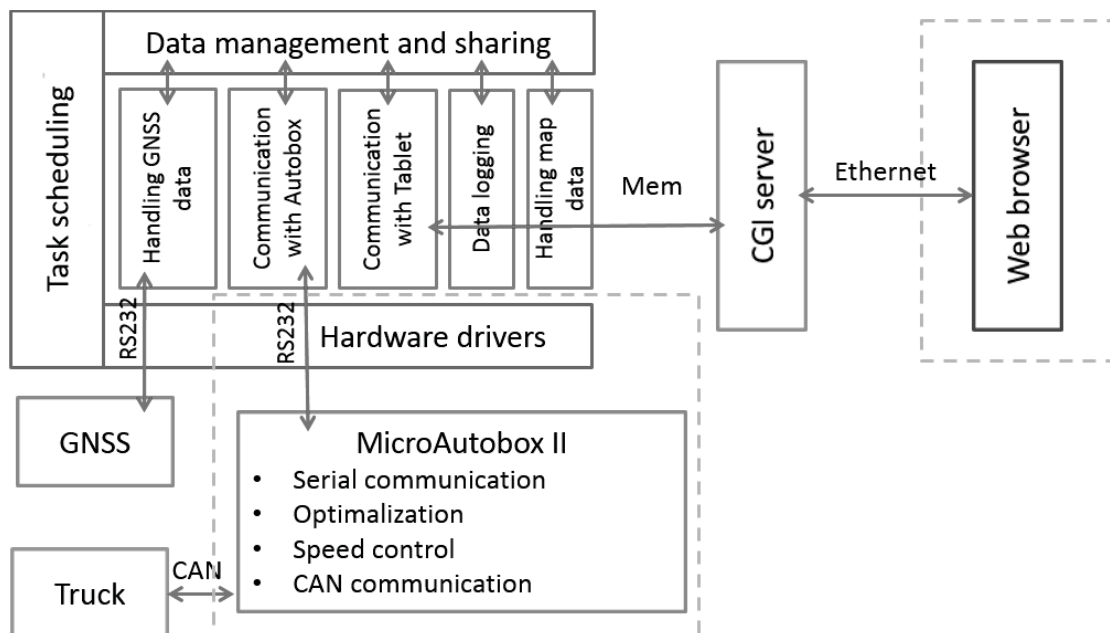 Data management and sharing
Task scheduling
Handling GNSS
data
Communication
with Autobox
Communication
with Tablet
Data logging
Handling map
data
Mem
CGI server
Ethernet
Web browser
RS232
RS232
Hardware drivers
GNSS
MicroAutobox II
• Serial communication
• Optimalization
• Speed control
• CAN communication
Truck
CAN